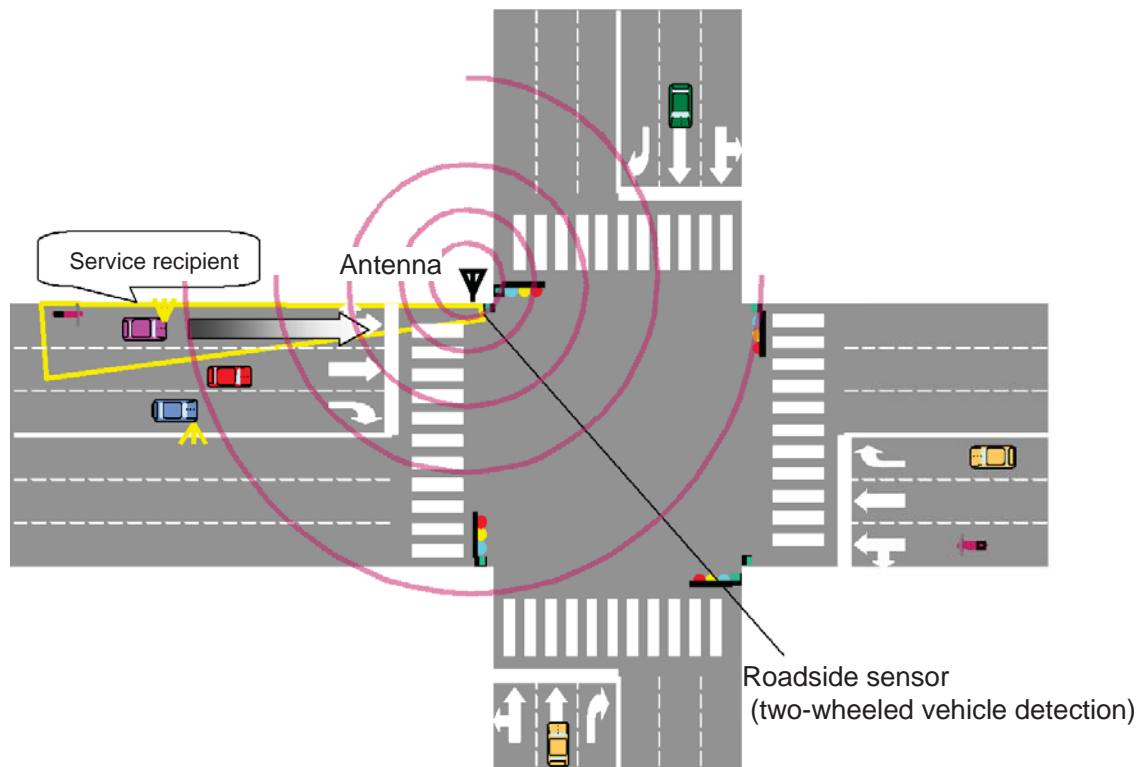 Service recipient
Antenna
Roadside sensor
(two-wheeled vehicle detection)